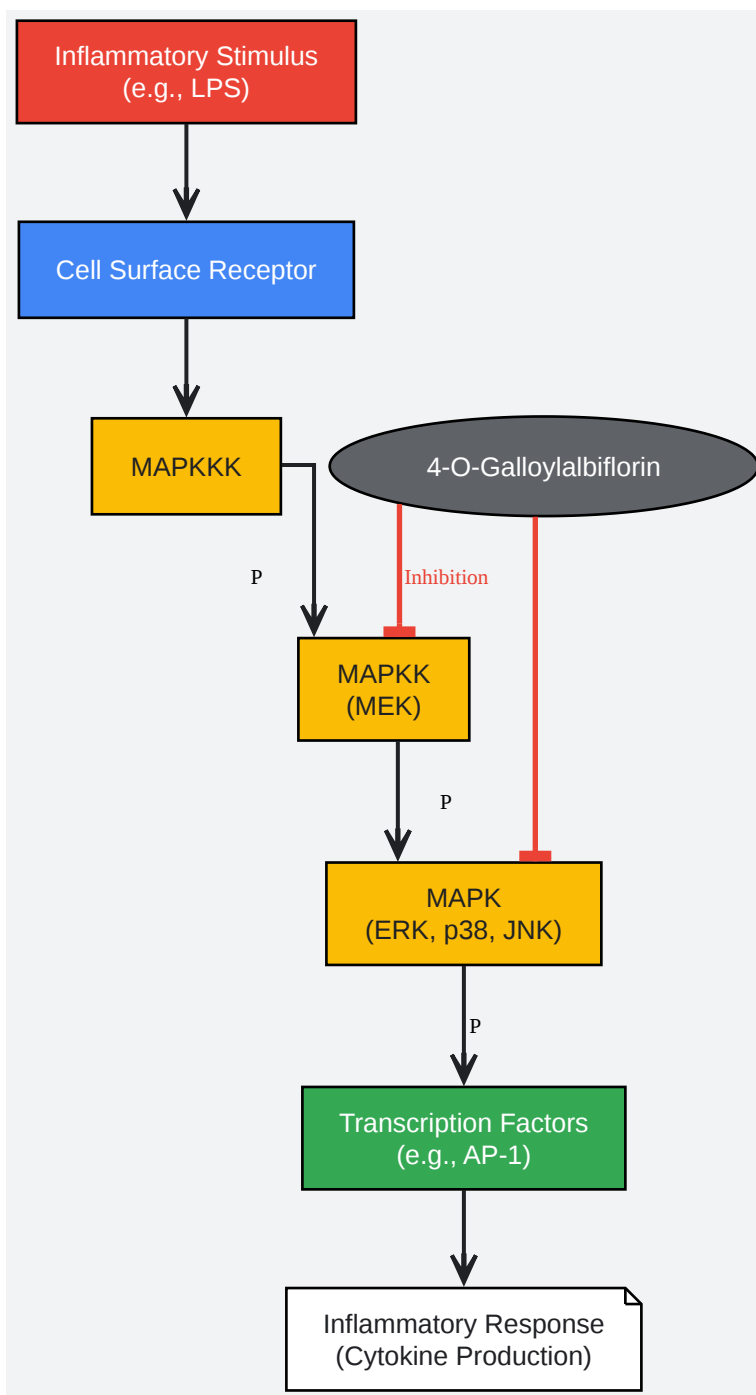 Inflammatory Stimulus
(e.g., LPS)
Cell Surface Receptor
MAPKKK
4-O-Galloylalbiflorin
P
Inhibition
MAPKK
(MEK)
P
MAPK
(ERK, p38, JNK)
P
Transcription Factors
(e.g., AP-1)
Inflammatory Response
(Cytokine Production)